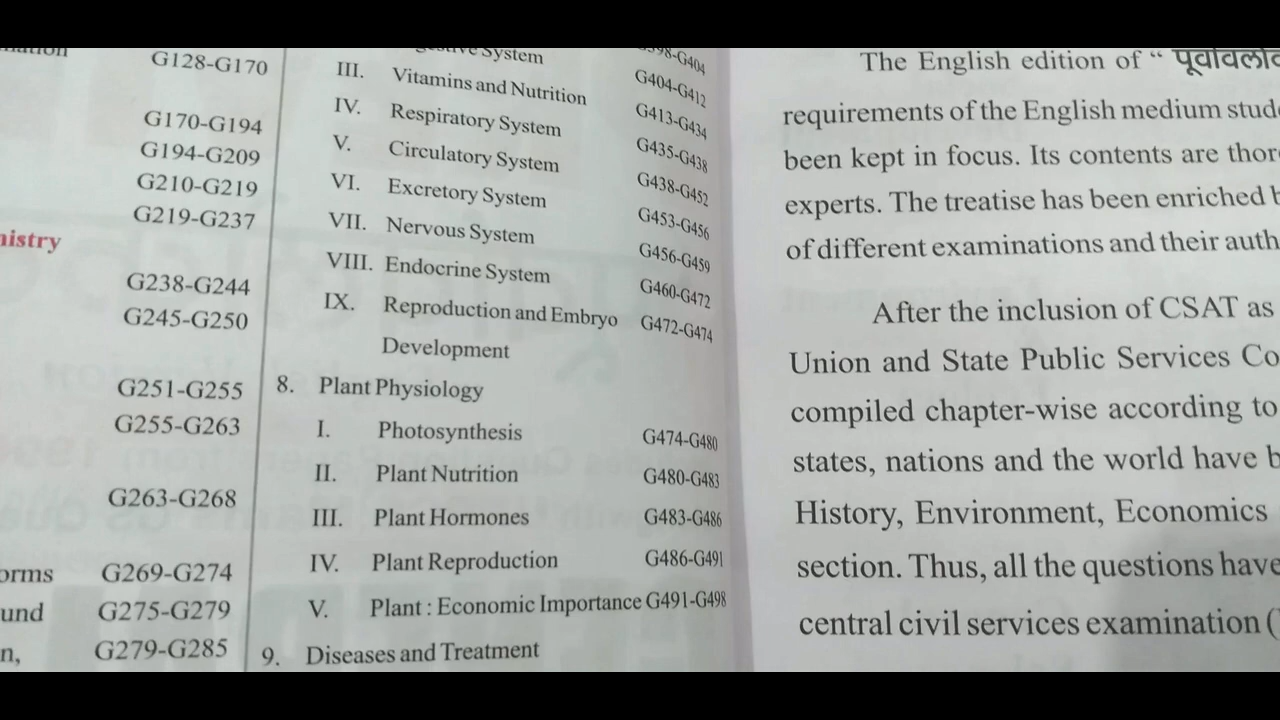 G128-G170
G170-G194
G194-G209
G210-G219
G219-G237
G238-G244
G245-G250
G251-G255
G255-G263
G263-G268
G269-G274
und G275-G279
n, G279-G285
System
III. Vitamins and Nutrition G404-G412
IV. Respiratory System G413-G434
V. Circulatory System G435-G438
VI. Excretory System G438-G452
VII. Nervous System G453-G456
VIII. Endocrine System G456-G459
IX. Reproduction and Embryo G460-G472
Development G472-G474
8. Plant Physiology
I. Photosynthesis G474-G480
II. Plant Nutrition G480-G483
III. Plant Hormones G483-G486
IV. Plant Reproduction G486-G491
V. Plant : Economic Importance G491-G498
9. Diseases and Treatment
The English edition of “
requirements of the English medium
been kept in focus. Its contents are
experts. The treatise has been enriched
of different examinations and their
After the inclusion of CSAT as
Union and State Public Services
compiled chapter-wise according to
states, nations and the world have
History, Environment, Economics
section. Thus, all the questions have
central civil services examination (